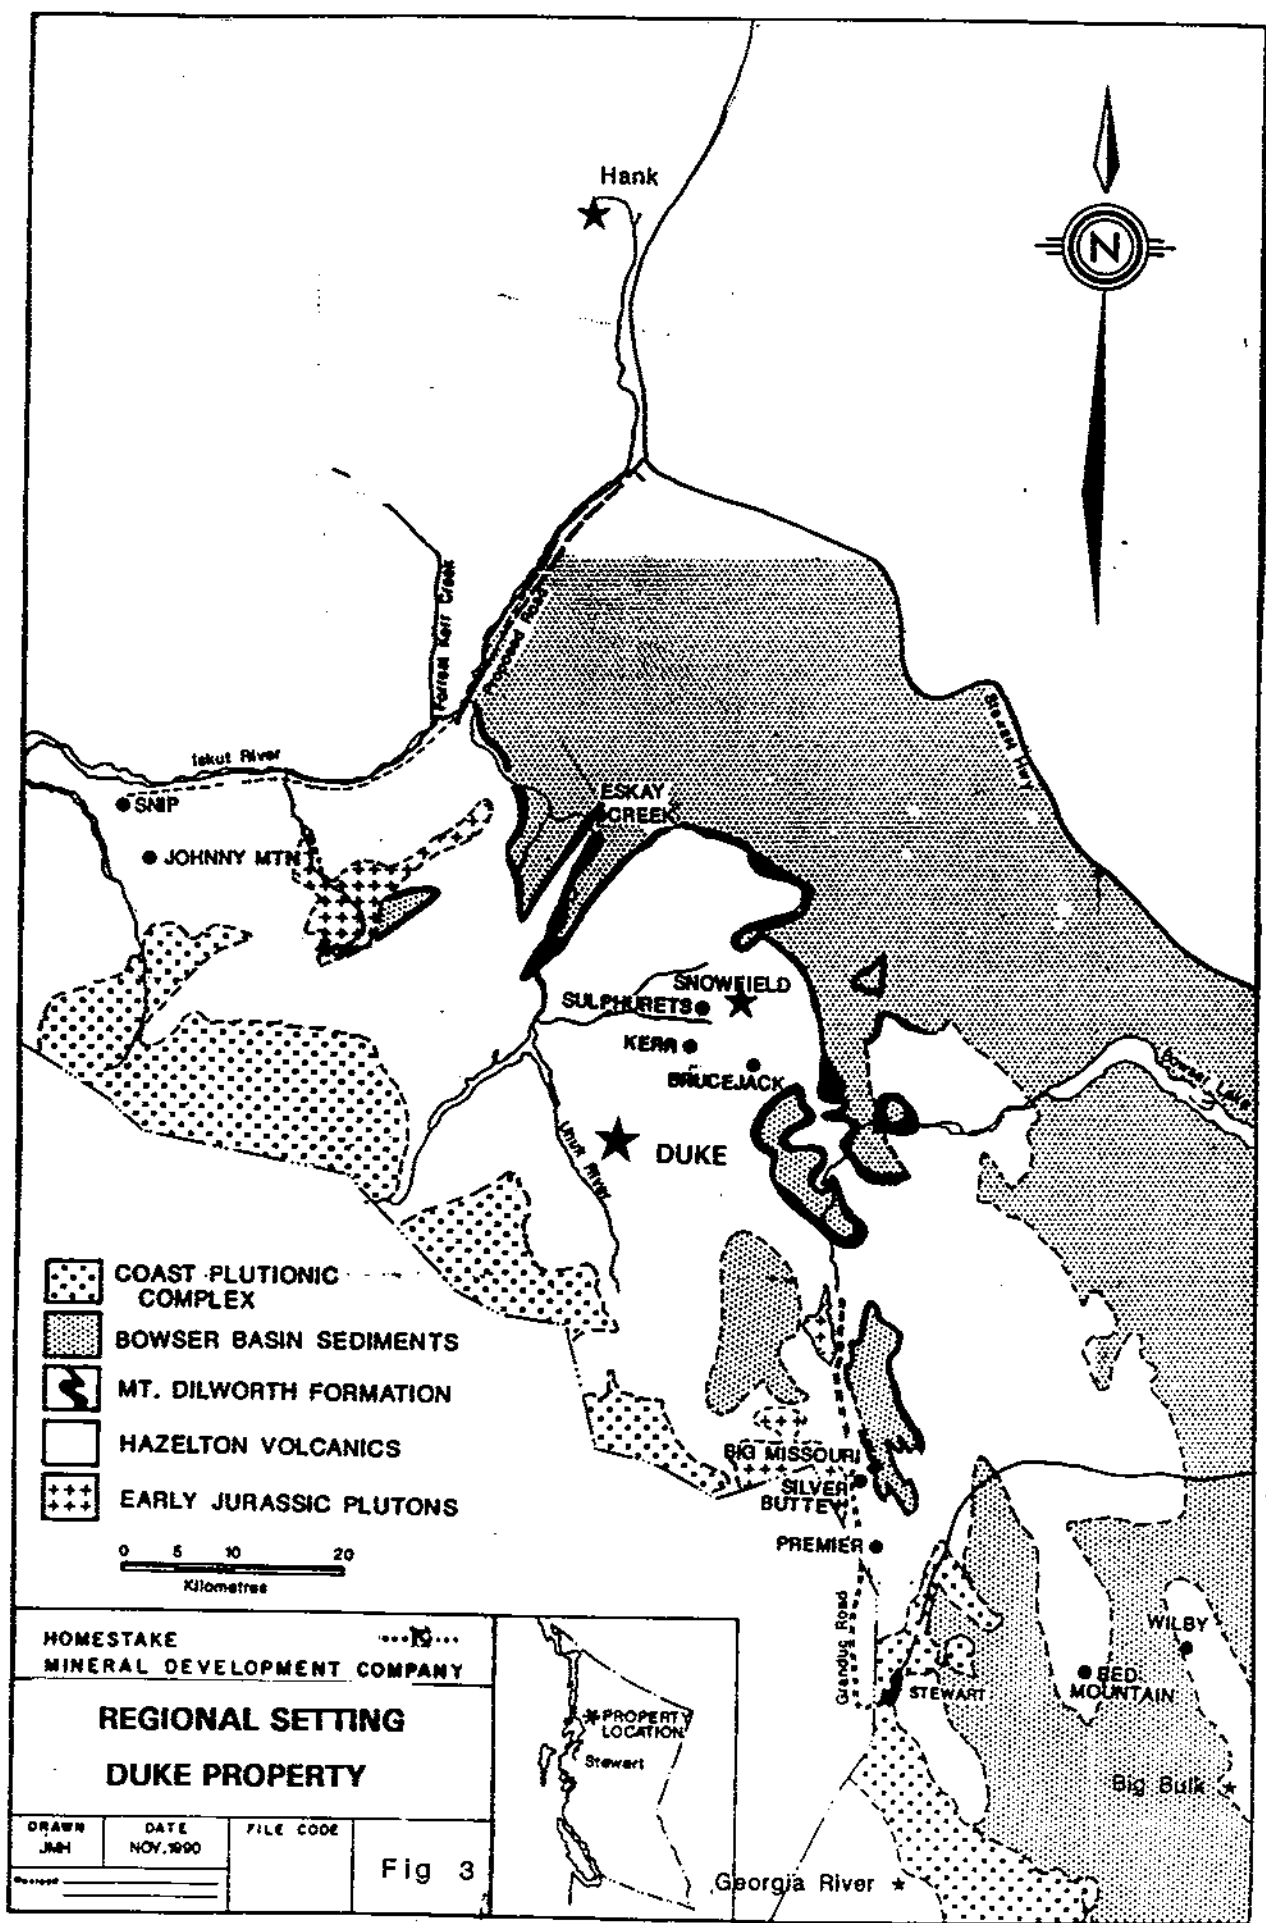 Hank
N
Forrest Kerr Creek
Proposed Road
Stewart Hwy
Iskut River
SNIP
JOHNNY MTN
ESKAY
CREEK
SNOWFIELD
SULPHURETS
KERR
BRUCEJACK
Bowser Lake
Unuk River
DUKE
COAST PLUTIONIC
COMPLEX
BOWSER BASIN SEDIMENTS
MT. DILWORTH FORMATION
HAZELTON VOLCANICS
EARLY JURASSIC PLUTONS
0 5 10 20
Kilometres
BIG MISSOURI
SILVER
BUTTE
PREMIER
Granduc Road
STEWART
WILBY
RED
MOUNTAIN
Big Bulk
Georgia River
HOMESTAKE
MINERAL DEVELOPMENT COMPANY
REGIONAL SETTING
DUKE PROPERTY
DRAWN
JMH
DATE
NOV. 1990
FILE CODE
Fig 3
PROPERTY
LOCATION
Stewart